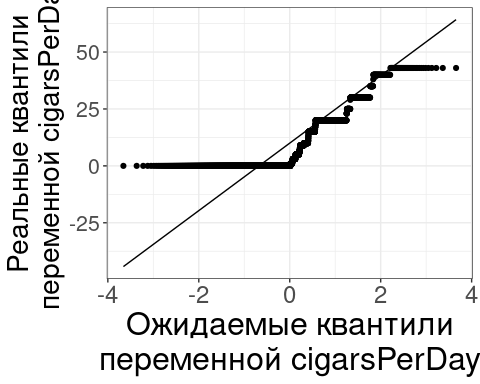 Реальные квантили
переменной cigarsPerDa
50
25
0
-25
-4
-2
0
2
4
Ожидаемые квантили
переменной cigarsPerDay